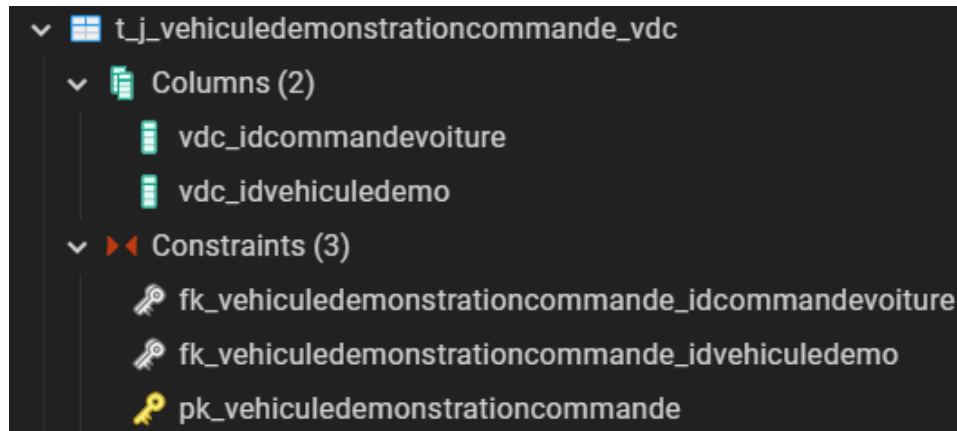 t_j_vehiculedemonstrationcommande_vdc
Columns (2)
vdc_idcommandevoiture
vdc_idvehiculedemo
Constraints (3)
fk_vehiculedemonstrationcommande_idcommandevoiture
fk_vehiculedemonstrationcommande_idvehiculedemo
pk_vehiculedemonstrationcommande